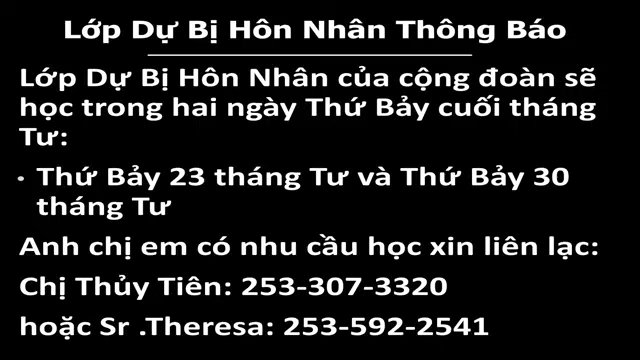 Lớp Dự Bị Hôn Nhân Thông Báo
Lớp Dự Bị Hôn Nhân của cộng đoàn sẽ
học trong hai ngày Thứ Bảy cuối tháng
Tư:
• Thứ Bảy 23 tháng Tư và Thứ Bảy 30
tháng Tư
Anh chị em có nhu cầu học xin liên lạc:
Chị Thủy Tiên: 253-307-3320
hoặc Sr .Theresa: 253-592-2541